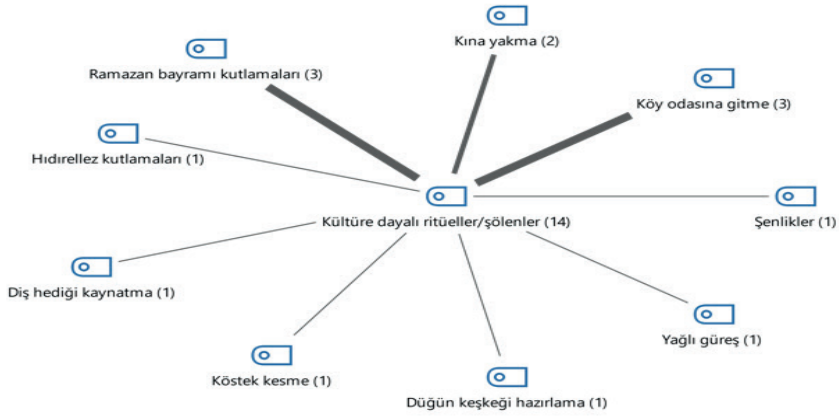 Kına yakma (2)
Ramazan bayramı kutlamaları (3)
Köy odasına gitme (3)
Hıdırellez kutlamaları (1)
Kültüre dayalı ritüeller/şölenler (14)
Şenlikler (1)
Diş hediği kaynatma (1)
Yağlı güreş (1)
Köstek kesme (1)
Düğün keşkeği hazırlama (1)